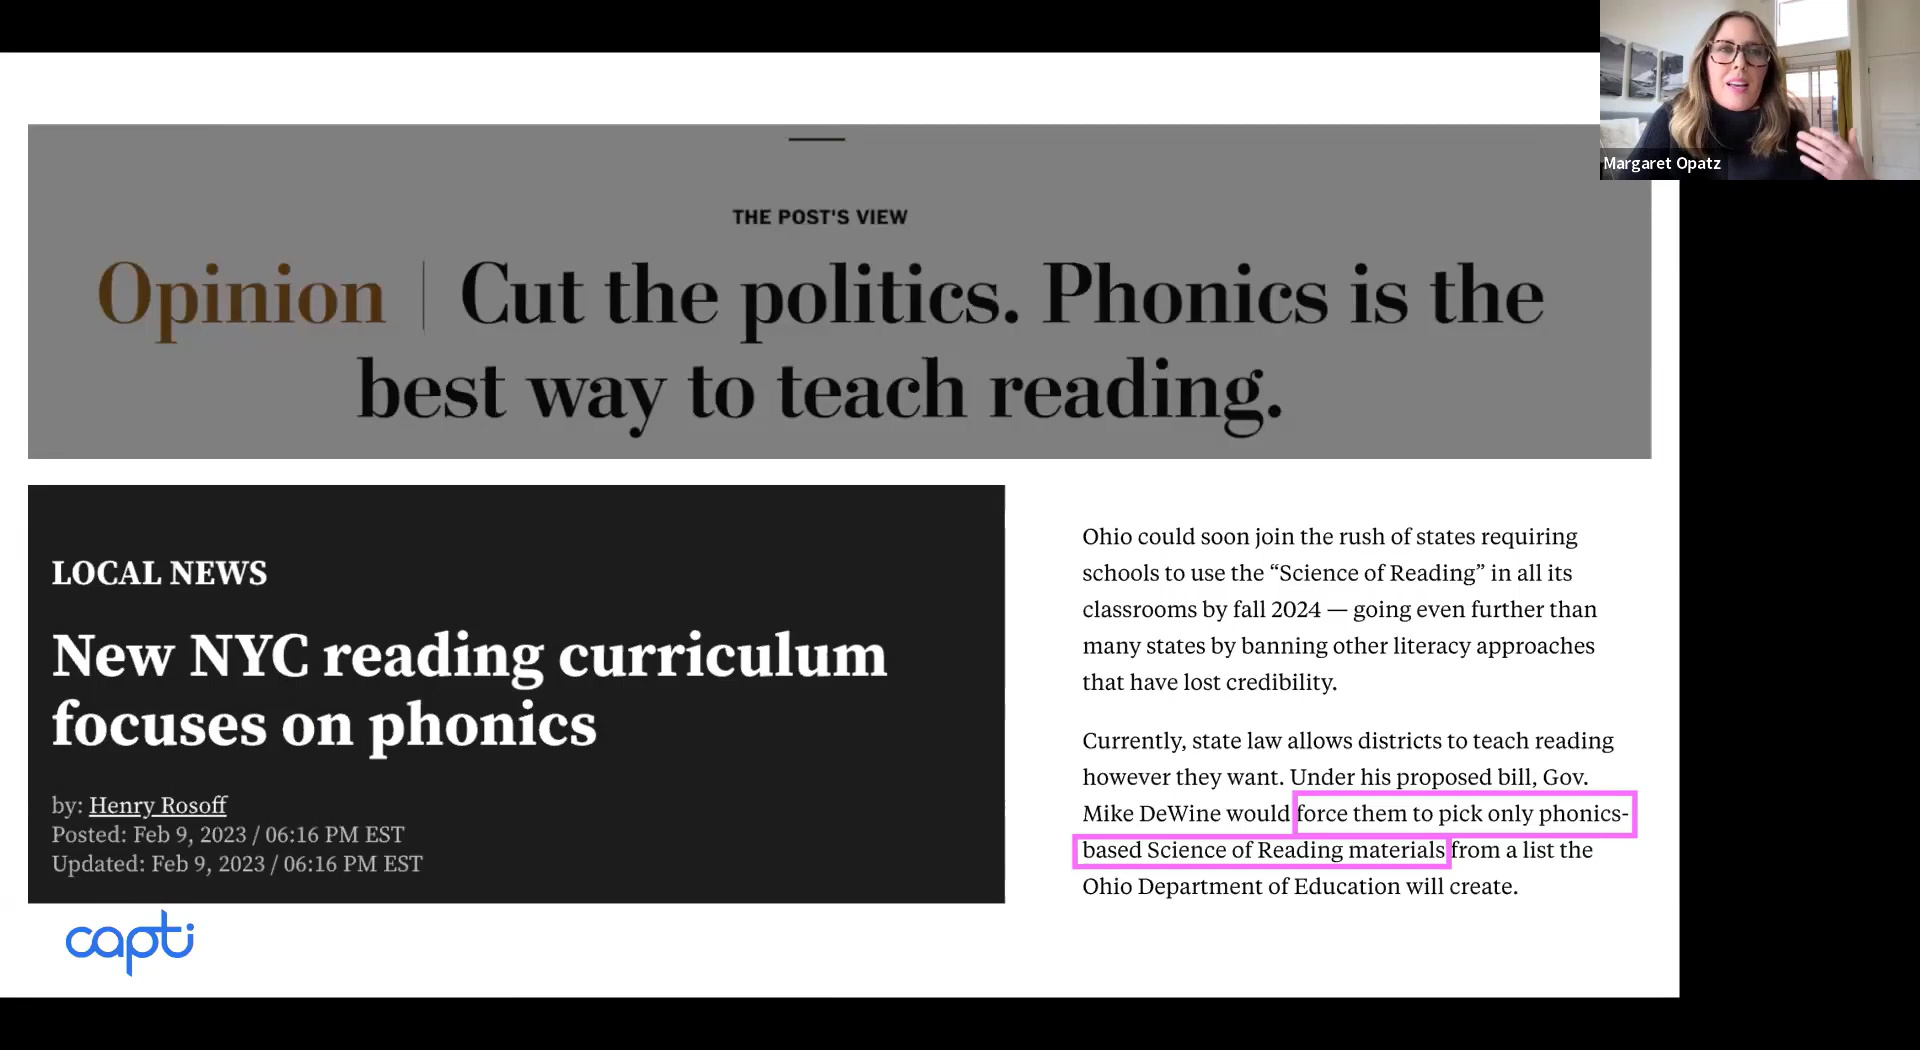 Margaret Opatz
THE POST'S VIEW
Opinion | Cut the politics. Phonics is the
best way to teach reading.
LOCAL NEWS
New NYC reading curriculum
focuses on phonics
by: Henry Rosoff
Posted: Feb 9, 2023 / 06:16 PM EST
Updated: Feb 9, 2023 / 06:16 PM EST
Ohio could soon join the rush of states requiring
schools to use the “Science of Reading” in all its
classrooms by fall 2024 — going even further than
many states by banning other literacy approaches
that have lost credibility.
Currently, state law allows districts to teach reading
however they want. Under his proposed bill, Gov.
Mike DeWine would force them to pick only phonics-
based Science of Reading materials from a list the
Ohio Department of Education will create.
capti